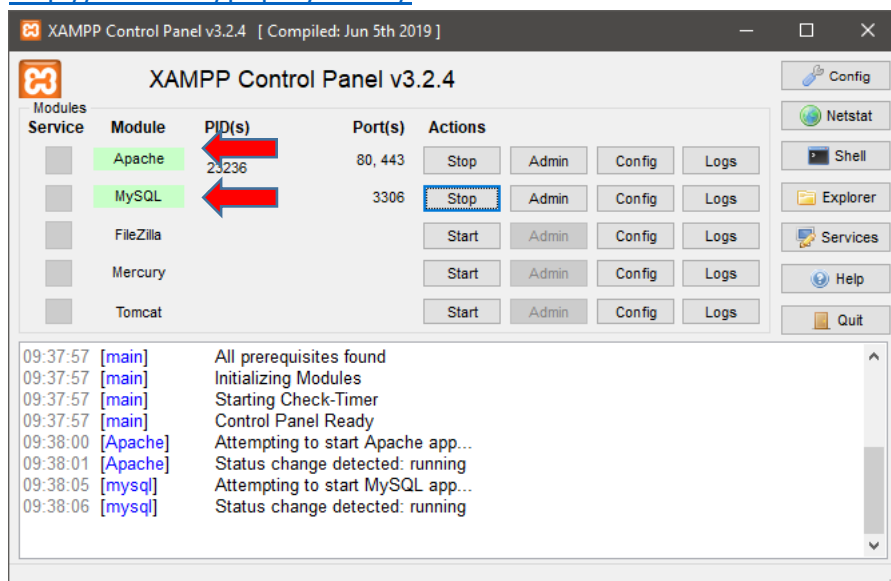 XAMPP Control Panel v3.2.4 [ Compiled: Jun 5th 2019 ]
XAMPP Control Panel v3.2.4
Config
Modules
Service Module PID(s) Port(s) Actions
Netstat
Apache 23236 80, 443 Stop Admin Config Logs
Shell
MySQL 3306 Stop Admin Config Logs
Explorer
FileZilla Start Admin Config Logs
Services
Mercury Start Admin Config Logs
Help
Tomcat Start Admin Config Logs
Quit
09:37:57 [main] All prerequisites found
09:37:57 [main] Initializing Modules
09:37:57 [main] Starting Check-Timer
09:37:57 [main] Control Panel Ready
09:38:00 [Apache] Attempting to start Apache app...
09:38:01 [Apache] Status change detected: running
09:38:05 [mysql] Attempting to start MySQL app...
09:38:06 [mysql] Status change detected: running